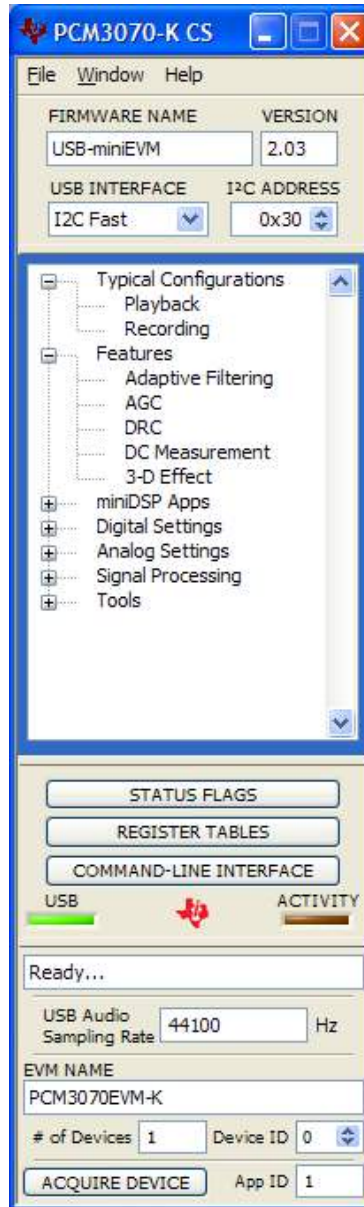 PCM3070-K CS
File Window Help
FIRMWARE NAME VERSION
USB-miniEVM 2.03
USB INTERFACE I²C ADDRESS
I2C Fast 0x30
Typical Configurations
Playback
Recording
Features
Adaptive Filtering
AGC
DRC
DC Measurement
3-D Effect
miniDSP Apps
Digital Settings
Analog Settings
Signal Processing
Tools
STATUS FLAGS
REGISTER TABLES
COMMAND-LINE INTERFACE
USB ACTIVITY
Ready...
USB Audio
Sampling Rate 44100 Hz
EVM NAME
PCM3070EVM-K
# of Devices 1 Device ID 0
ACQUIRE DEVICE App ID 1